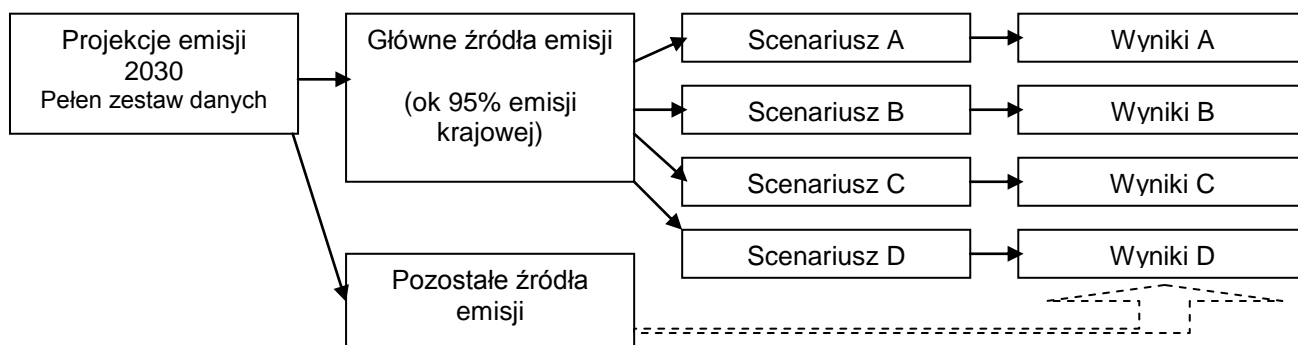 Projekcje emisji
2030
Pełen zestaw danych
Główne źródła emisji
(ok 95% emisji
krajowej)
Scenariusz A
Wyniki A
Scenariusz B
Wyniki B
Scenariusz C
Wyniki C
Scenariusz D
Wyniki D
Pozostałe źródła
emisji